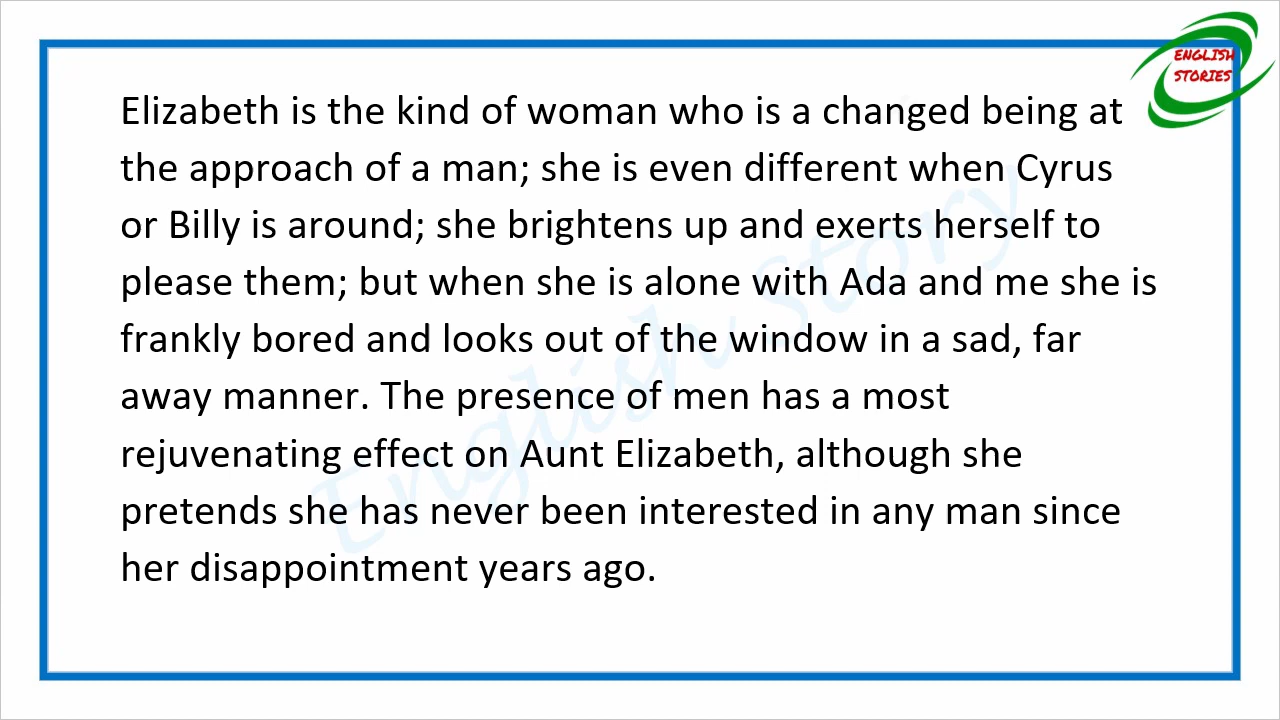 ENGLISH
STORIES
Elizabeth is the kind of woman who is a changed being at
the approach of a man; she is even different when Cyrus
or Billy is around; she brightens up and exerts herself to
please them; but when she is alone with Ada and me she is
frankly bored and looks out of the window in a sad, far
away manner. The presence of men has a most
rejuvenating effect on Aunt Elizabeth, although she
pretends she has never been interested in any man since
her disappointment years ago.
English Story